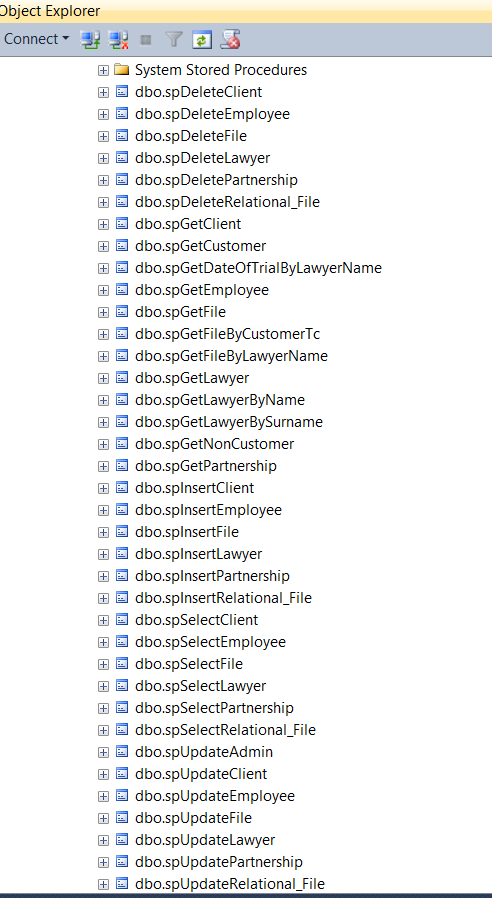 Object Explorer
Connect
System Stored Procedures
dbo.spDeleteClient
dbo.spDeleteEmployee
dbo.spDeleteFile
dbo.spDeleteLawyer
dbo.spDeletePartnership
dbo.spDeleteRelational_File
dbo.spGetClient
dbo.spGetCustomer
dbo.spGetDateOfTrialByLawyerName
dbo.spGetEmployee
dbo.spGetFile
dbo.spGetFileByCustomerTc
dbo.spGetFileByLawyerName
dbo.spGetLawyer
dbo.spGetLawyerByName
dbo.spGetLawyerBySurname
dbo.spGetNonCustomer
dbo.spGetPartnership
dbo.spInsertClient
dbo.spInsertEmployee
dbo.spInsertFile
dbo.spInsertLawyer
dbo.spInsertPartnership
dbo.spInsertRelational_File
dbo.spSelectClient
dbo.spSelectEmployee
dbo.spSelectFile
dbo.spSelectLawyer
dbo.spSelectPartnership
dbo.spSelectRelational_File
dbo.spUpdateAdmin
dbo.spUpdateClient
dbo.spUpdateEmployee
dbo.spUpdateFile
dbo.spUpdateLawyer
dbo.spUpdatePartnership
dbo.spUpdateRelational_File